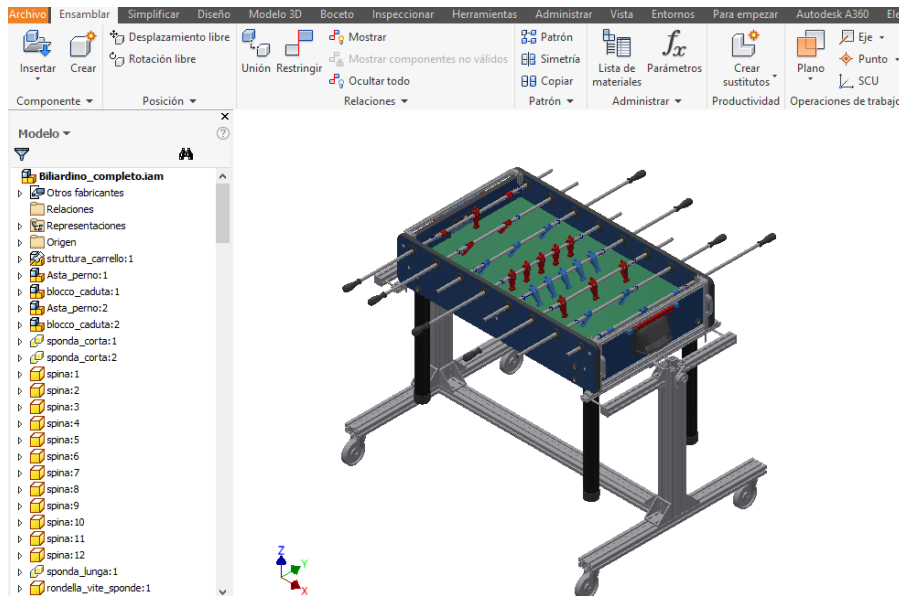 Archivo Ensamblar Simplificar Diseño Modelo 3D Boceto Inspeccionar Herramientas Administrar Vista Entornos Para empezar Autodesk A360 Ele
Insertar
Crear
Componente
Desplazamiento libre
Rotación libre
Posición
Unión Restringir
Mostrar
Mostrar componentes no válidos
Ocultar todo
Relaciones
Patrón
Simetría
Copiar
Patrón
Lista de
materiales
fx
Parámetros
Administrar
Crear
sustitutos
Productividad
Plano
Eje
Punto
SCU
Operaciones de trabajo
Modelo
Biliardino_completo.iam
Otros fabricantes
Relaciones
Representaciones
Origen
struttura_carrello:1
Asta_perno:1
blocco_caduta:1
Asta_perno:2
blocco_caduta:2
sponda_corta:1
sponda_corta:2
spina:1
spina:2
spina:3
spina:4
spina:5
spina:6
spina:7
spina:8
spina:9
spina:10
spina:11
spina:12
sponda_lunga:1
rondella_vite_sponde:1
Z
Y
X